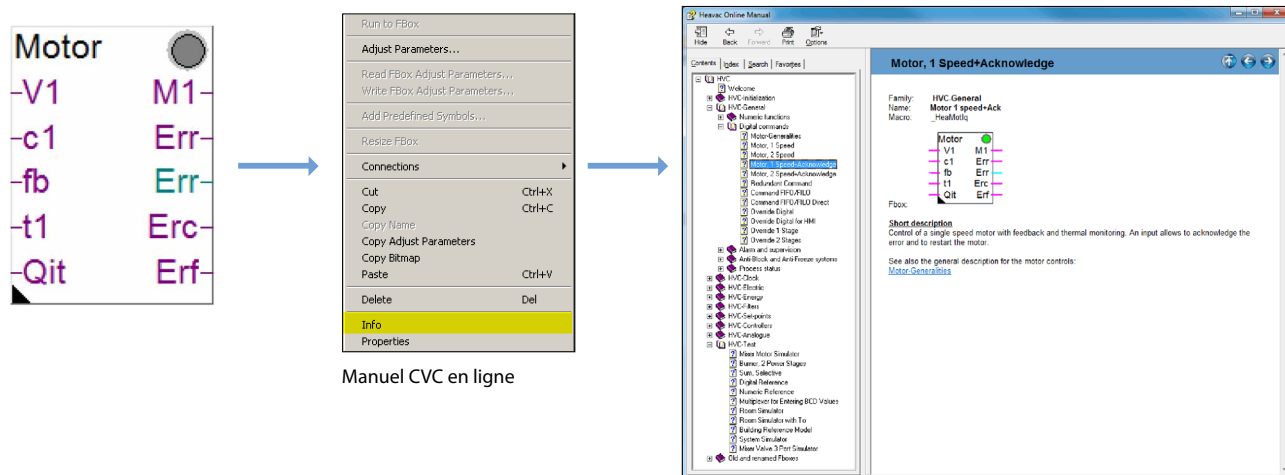 Motor
V1 M1
c1 Err
fb Err
t1 Erc
Qit Erf
Run to FBox
Adjust Parameters...
Read FBox Adjust Parameters...
Write FBox Adjust Parameters...
Add Predefined Symbols...
Resize FBox
Connections
Cut Ctrl+X
Copy Ctrl+C
Copy Name
Copy Adjust Parameters
Copy Bitmap
Paste Ctrl+V
Delete Del
Info
Properties
Manuel CVC en ligne
Heavac Online Manual
Hide Back Forward Print Options
Contents Index Search Favorites
HVC
Welcome
HVC-Initialization
HVC-General
Numeric functions
Digital commands
Motor-Generalities
Motor, 1 Speed
Motor, 2 Speed
Motor, 1 Speed+Acknowledge
Motor, 2 Speed+Acknowledge
Redundant Command
Command FIFO/FILO
Command FIFO/FILO Direct
Override Digital
Override Digital for HMI
Override 1 Stage
Override 2 Stages
Alarm and supervision
Anti-Block and Anti-Freeze systems
Process status
HVC-Clock
HVC-Electric
HVC-Energy
HVC-Filters
HVC-Set-points
HVC-Controllers
HVC-Analogue
HVC-Test
Mixer Motor Simulator
Burner, 2 Power Stages
Sum, Selective
Digital Reference
Numeric Reference
Multiplexer for Entering BCD Values
Room Simulator
Room Simulator with To
Building Reference Model
System Simulator
Mixer Valve 3 Port Simulator
Old and renamed Fboxes
Motor, 1 Speed+Acknowledge
Family: HVC-General
Name: Motor 1 speed+Ack
Macro: _HeaMotIq
Motor
V1 M1
c1 Err
fb Err
t1 Erc
Qit Erf
Fbox:
Short description
Control of a single speed motor with feedback and thermal monitoring. An input allows to acknowledge the
error and to restart the motor.
See also the general description for the motor controls:
Motor-Generalities